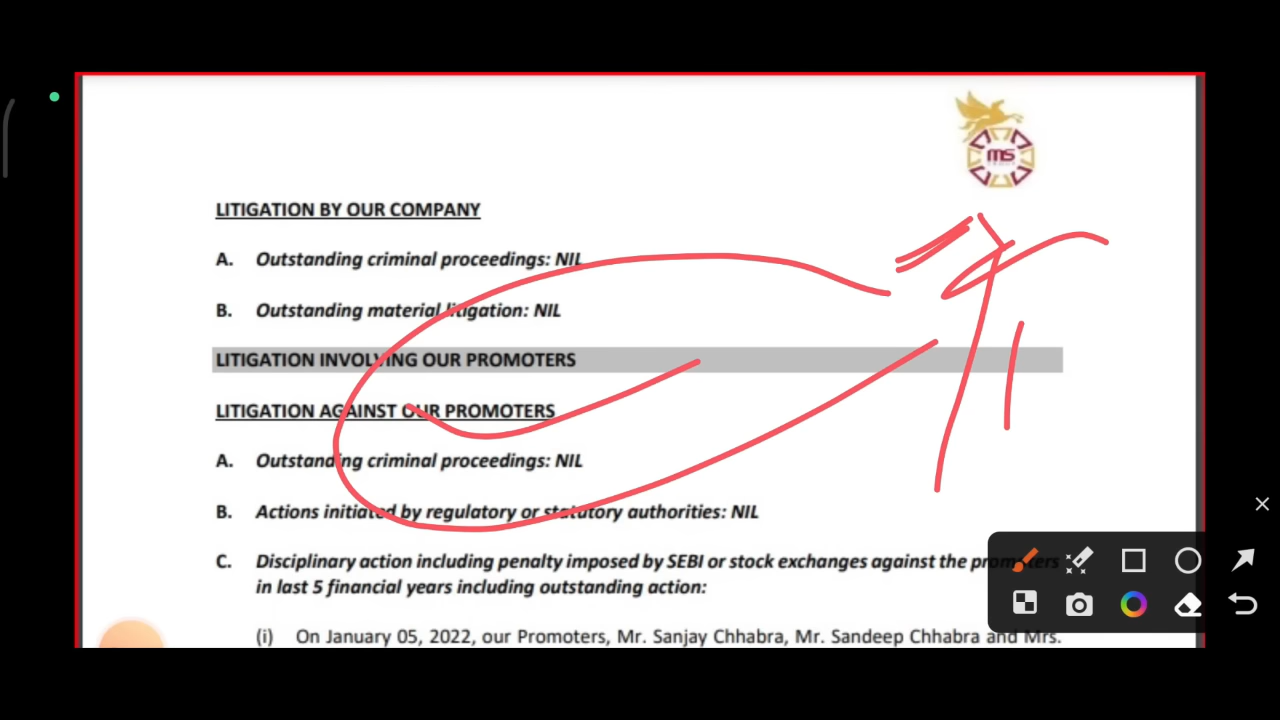 MS
LITIGATION BY OUR COMPANY
A. Outstanding criminal proceedings: NIL
B. Outstanding material litigation: NIL
LITIGATION INVOLVING OUR PROMOTERS
LITIGATION AGAINST OUR PROMOTERS
A. Outstanding criminal proceedings: NIL
B. Actions initiated by regulatory or statutory authorities: NIL
C. Disciplinary action including penalty imposed by SEBI or stock exchanges against the promoters
in last 5 financial years including outstanding action:
(i) On January 05, 2022, our Promoters, Mr. Sanjay Chhabra, Mr. Sandeep Chhabra and Mrs.